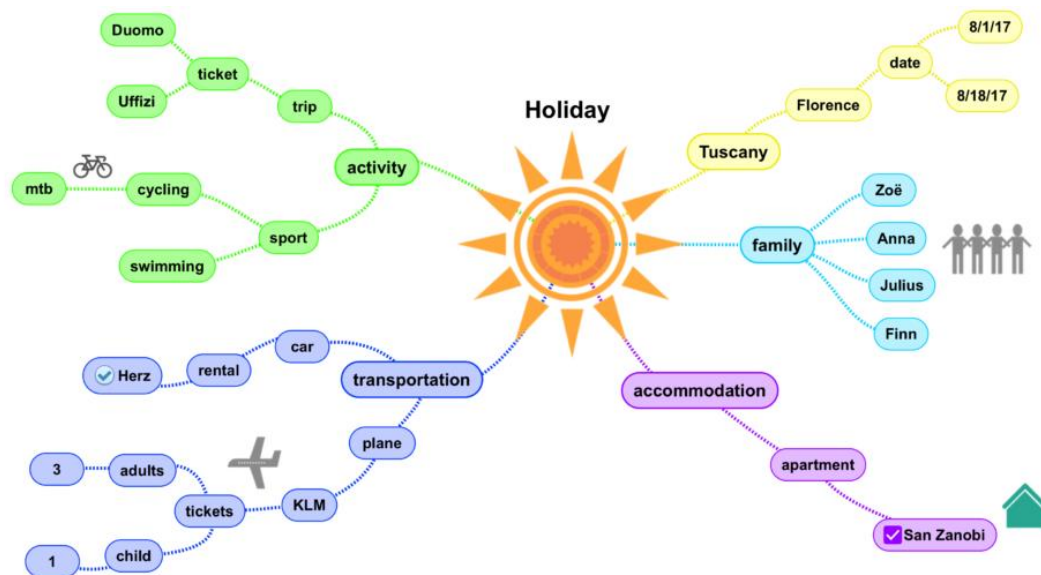 Holiday
Tuscany
Florence
date
8/1/17
8/18/17
family
Zoë
Anna
Julius
Finn
accommodation
apartment
San Zanobi
transportation
car
rental
Herz
plane
KLM
tickets
adults
3
child
1
activity
trip
ticket
Duomo
Uffizi
sport
cycling
mtb
swimming